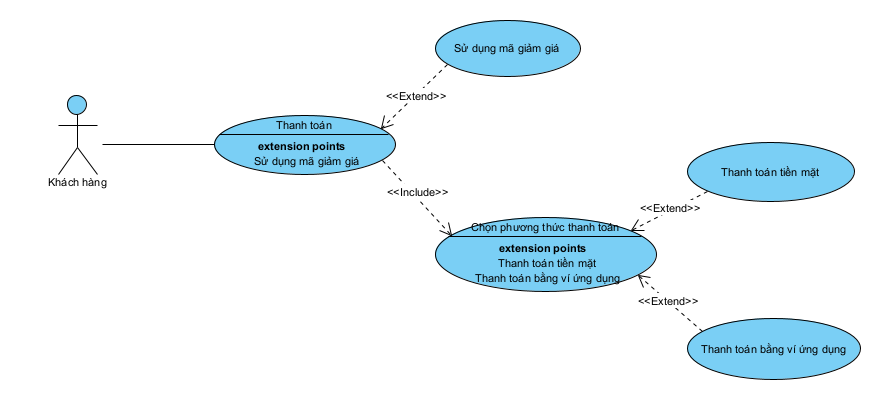 Sử dụng mã giảm giá
<<Extend>>
Thanh toán
extension points
Sử dụng mã giảm giá
Khách hàng
<<Include>>
Thanh toán tiền mặt
<<Extend>>
Chọn phương thức thanh toán
extension points
Thanh toán tiền mặt
Thanh toán bằng ví ứng dụng
<<Extend>>
Thanh toán bằng ví ứng dụng